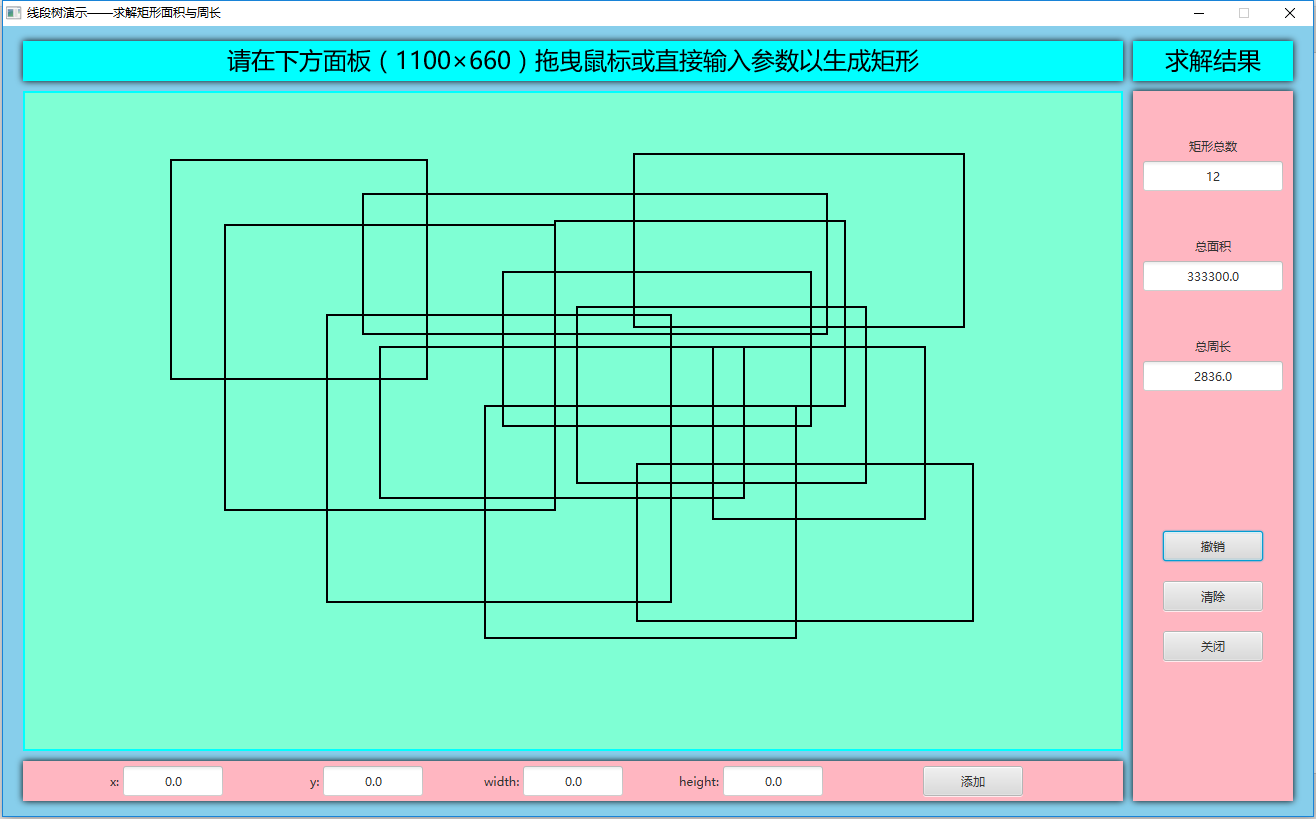 线段树演示——求解矩形面积与周长
请在下方面板（1100×660）拖曳鼠标或直接输入参数以生成矩形
求解结果
矩形总数
12
总面积
333300.0
总周长
2836.0
撤销
清除
关闭
x: 0.0 y: 0.0 width: 0.0 height: 0.0 添加